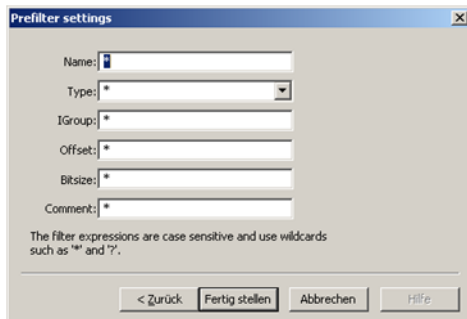 Prefilter settings
Name: *
Type: *
IGroup: *
Offset: *
Bitsize: *
Comment: *
The filter expressions are case sensitive and use wildcards
such as '*' and '?'.
< Zurück Fertig stellen Abbrechen Hilfe